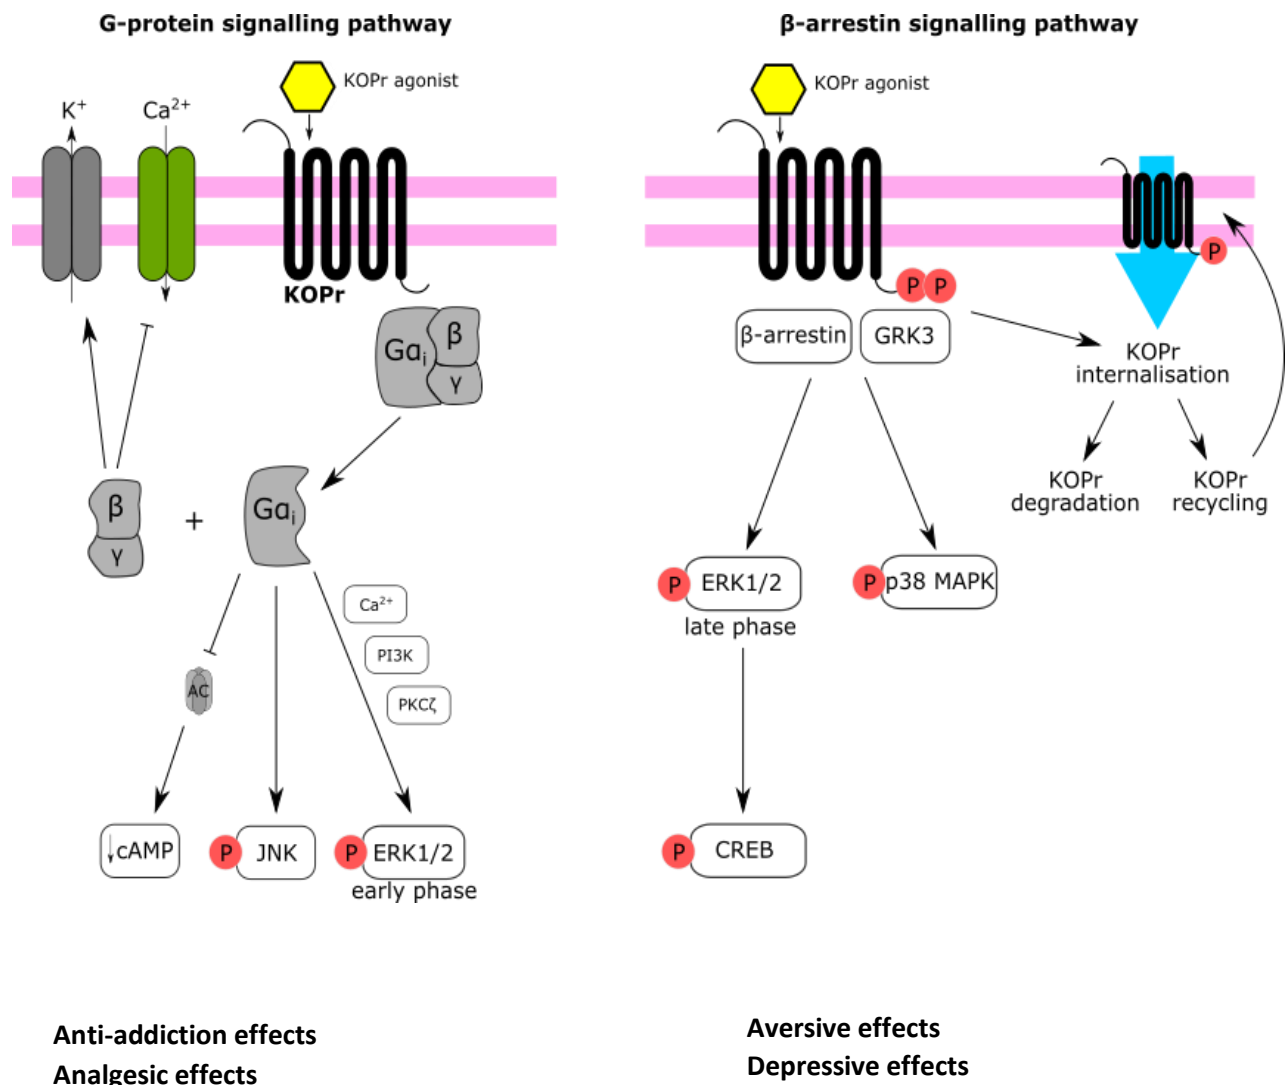 G-protein signalling pathway
KOPr agonist
K⁺
Ca²⁺
KOPr
Gαᵢ
β
γ
β
γ
+
Gαᵢ
Ca²⁺
PI3K
PKCζ
AC
↓cAMP
P JNK
P ERK1/2
early phase
Anti-addiction effects
Analgesic effects
β-arrestin signalling pathway
KOPr agonist
P P
P
β-arrestin
GRK3
KOPr
internalisation
KOPr
degradation
KOPr
recycling
P ERK1/2
late phase
P p38 MAPK
P CREB
Aversive effects
Depressive effects